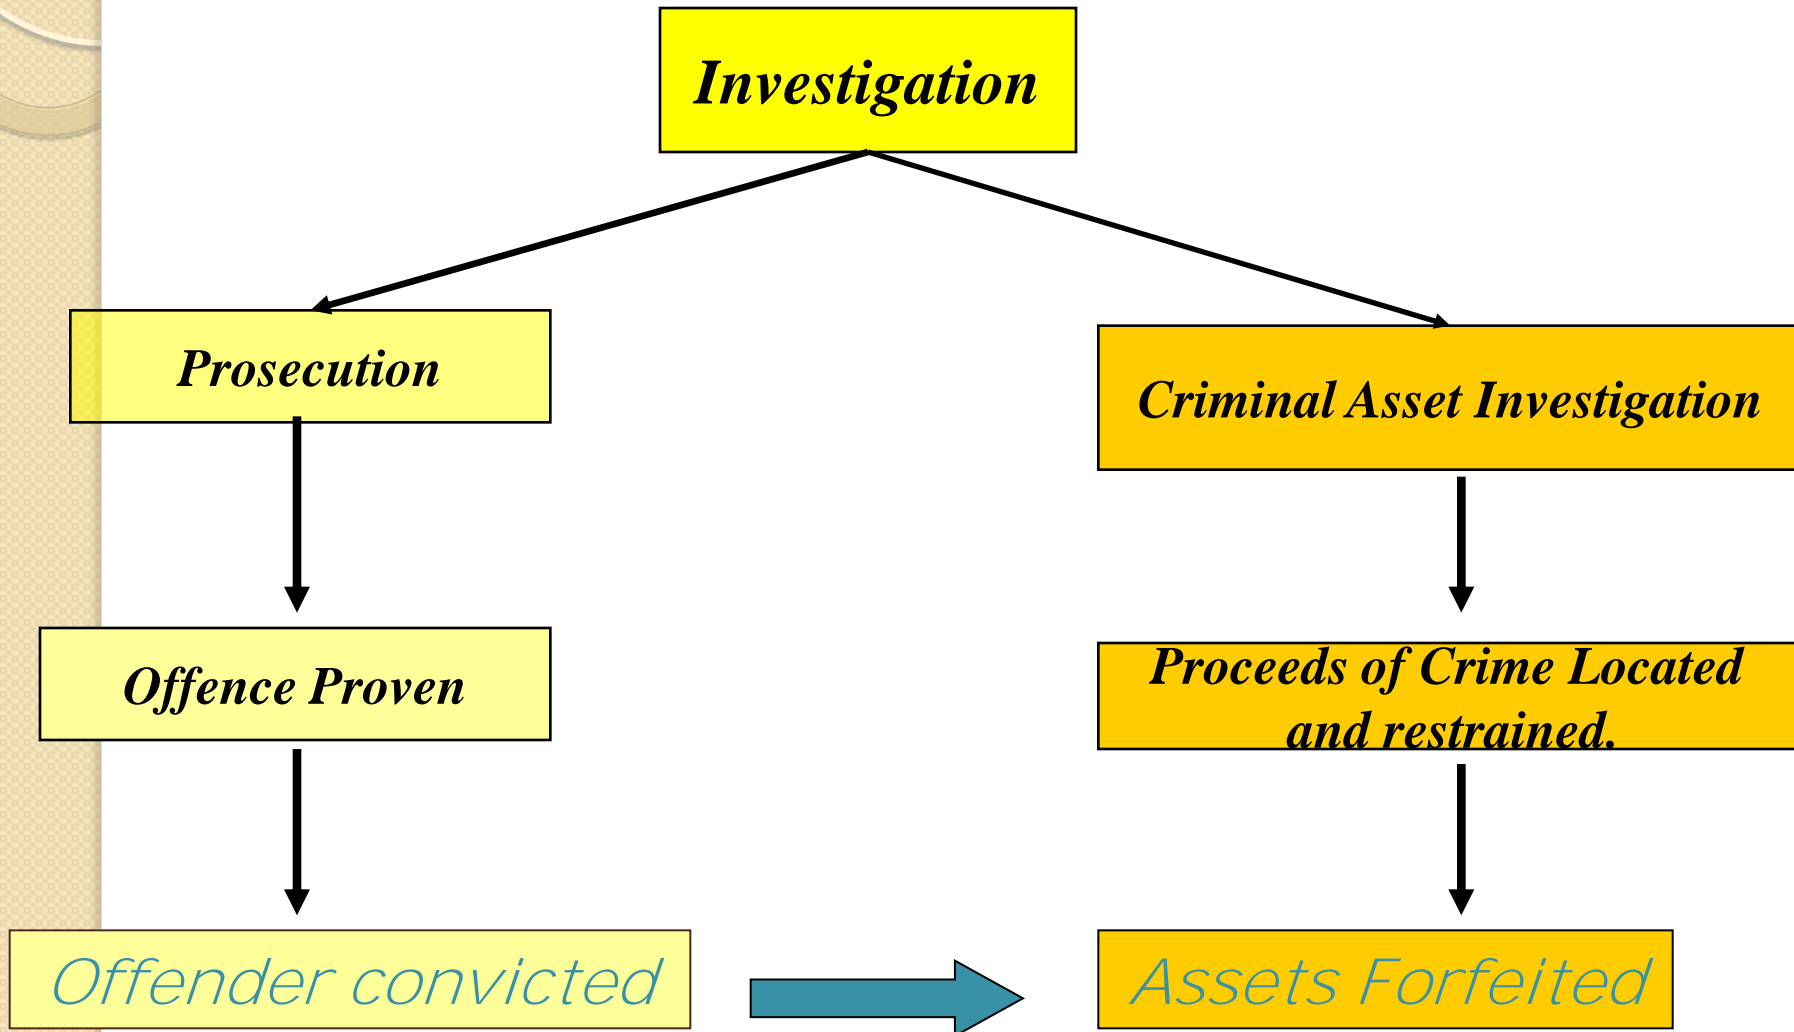 Investigation
Prosecution
Criminal Asset Investigation
Offence Proven
Proceeds of Crime Located
and restrained.
Offender convicted
Assets Forfeited